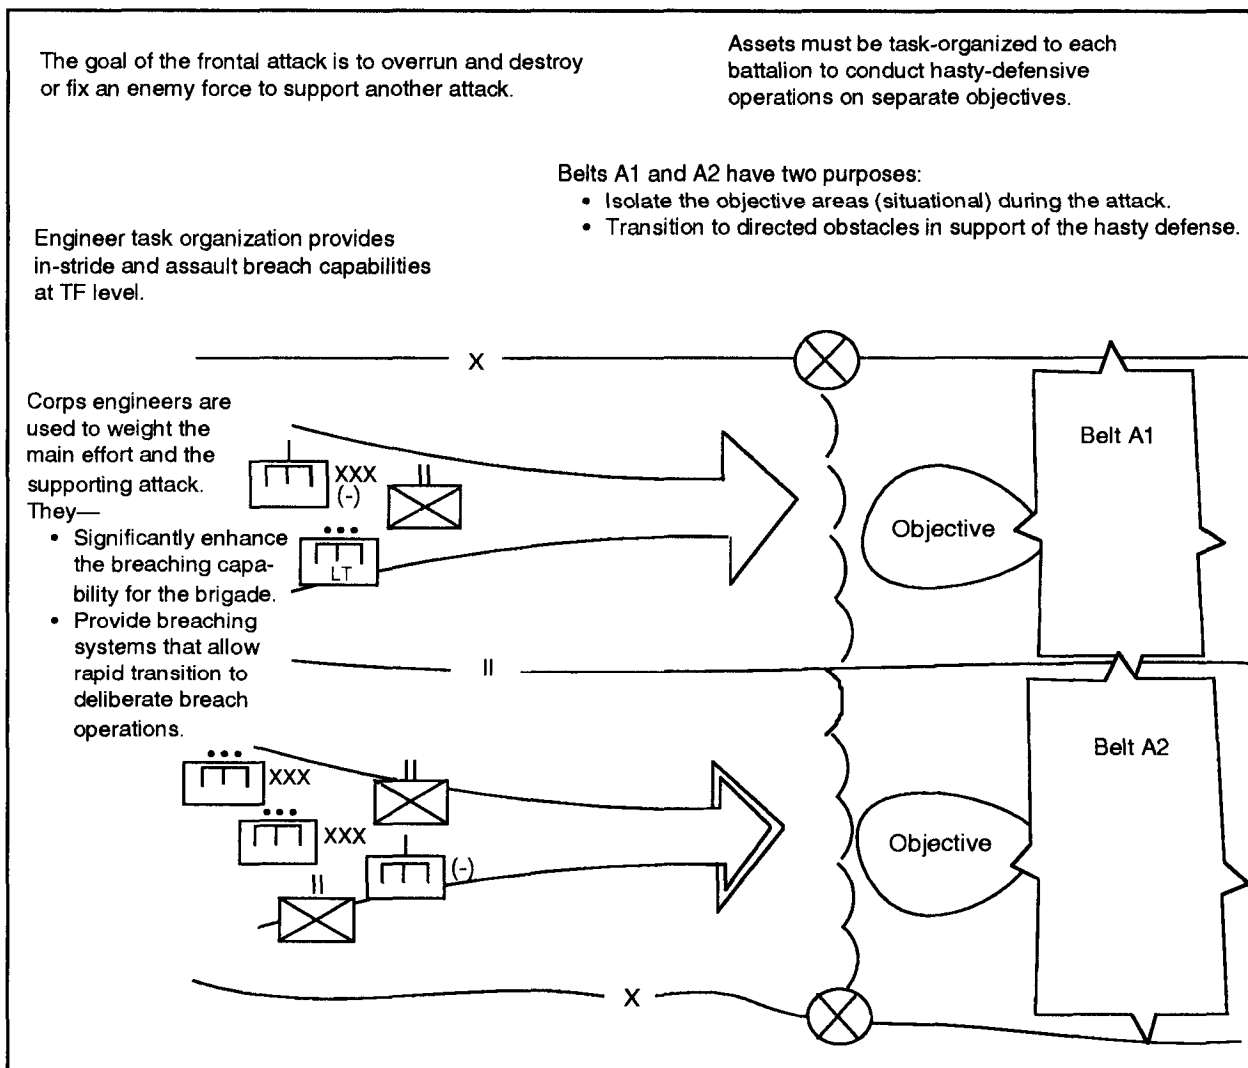 The goal of the frontal attack is to overrun and destroy
or fix an enemy force to support another attack.
Assets must be task-organized to each
battalion to conduct hasty-defensive
operations on separate objectives.
Belts A1 and A2 have two purposes:
• Isolate the objective areas (situational) during the attack.
• Transition to directed obstacles in support of the hasty defense.
Engineer task organization provides
in-stride and assault breach capabilities
at TF level.
X
Corps engineers are
used to weight the
main effort and the
supporting attack.
They—
• Significantly enhance
the breaching capa-
bility for the brigade.
• Provide breaching
systems that allow
rapid transition to
deliberate breach
operations.
XXX
(-)
II
LT
Objective
Belt A1
II
XXX
II
XXX
(-)
II
Objective
Belt A2
X